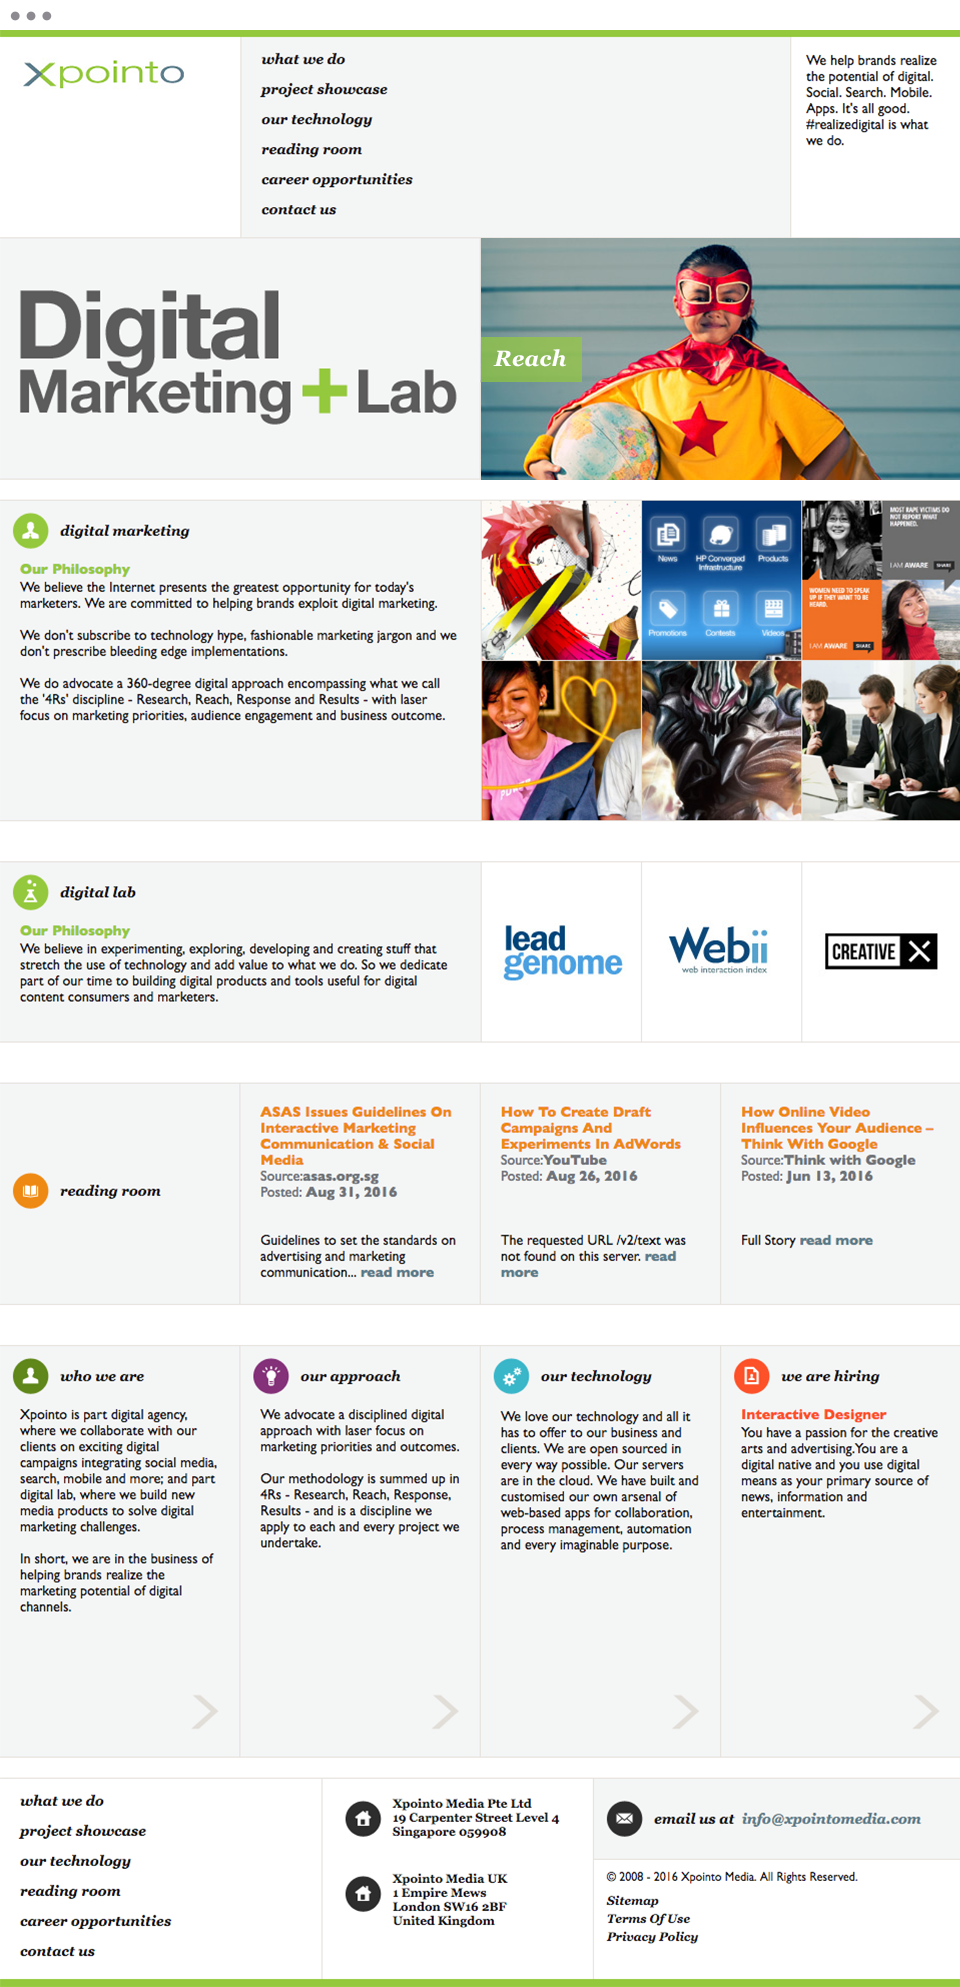 xpointo
what we do
project showcase
our technology
reading room
career opportunities
contact us
We help brands realize
the potential of digital.
Social. Search. Mobile.
Apps. It's all good.
#realizedigital is what
we do.
Digital
Marketing + Lab
Reach
digital marketing
Our Philosophy
We believe the Internet presents the greatest opportunity for today's
marketers. We are committed to helping brands exploit digital marketing.
We don't subscribe to technology hype, fashionable marketing jargon and we
don't prescribe bleeding edge implementations.
We do advocate a 360-degree digital approach encompassing what we call
the '4Rs' discipline - Research, Reach, Response and Results - with laser
focus on marketing priorities, audience engagement and business outcome.
News
HP Converged
Infrastructure
Products
Promotions
Contests
Videos
MOST RAPE VICTIMS DO
NOT REPORT WHAT
HAPPENED.
I AM AWARE SHARE
WOMEN NEED TO SPEAK
UP IF THEY WANT TO BE
HEARD.
I AM AWARE SHARE
digital lab
Our Philosophy
We believe in experimenting, exploring, developing and creating stuff that
stretch the use of technology and add value to what we do. So we dedicate
part of our time to building digital products and tools useful for digital
content consumers and marketers.
lead
genome
Webii
web interaction index
CREATIVE X
reading room
ASAS Issues Guidelines On
Interactive Marketing
Communication & Social
Media
Source:asas.org.sg
Posted: Aug 31, 2016
Guidelines to set the standards on
advertising and marketing
communication... read more
How To Create Draft
Campaigns And
Experiments In AdWords
Source:YouTube
Posted: Aug 26, 2016
The requested URL /v2/text was
not found on this server. read
more
How Online Video
Influences Your Audience –
Think With Google
Source:Think with Google
Posted: Jun 13, 2016
Full Story read more
who we are
Xpointo is part digital agency,
where we collaborate with our
clients on exciting digital
campaigns integrating social media,
search, mobile and more; and part
digital lab, where we build new
media products to solve digital
marketing challenges.
In short, we are in the business of
helping brands realize the
marketing potential of digital
channels.
our approach
We advocate a disciplined digital
approach with laser focus on
marketing priorities and outcomes.
Our methodology is summed up in
4Rs - Research, Reach, Response,
Results - and is a discipline we
apply to each and every project we
undertake.
our technology
We love our technology and all it
has to offer to our business and
clients. We are open sourced in
every way possible. Our servers
are in the cloud. We have built and
customised our own arsenal of
web-based apps for collaboration,
process management, automation
and every imaginable purpose.
we are hiring
Interactive Designer
You have a passion for the creative
arts and advertising.You are a
digital native and you use digital
means as your primary source of
news, information and
entertainment.
what we do
project showcase
our technology
reading room
career opportunities
contact us
Xpointo Media Pte Ltd
19 Carpenter Street Level 4
Singapore 059908
Xpointo Media UK
1 Empire Mews
London SW16 2BF
United Kingdom
email us at info@xpointomedia.com
© 2008 - 2016 Xpointo Media. All Rights Reserved.
Sitemap
Terms Of Use
Privacy Policy